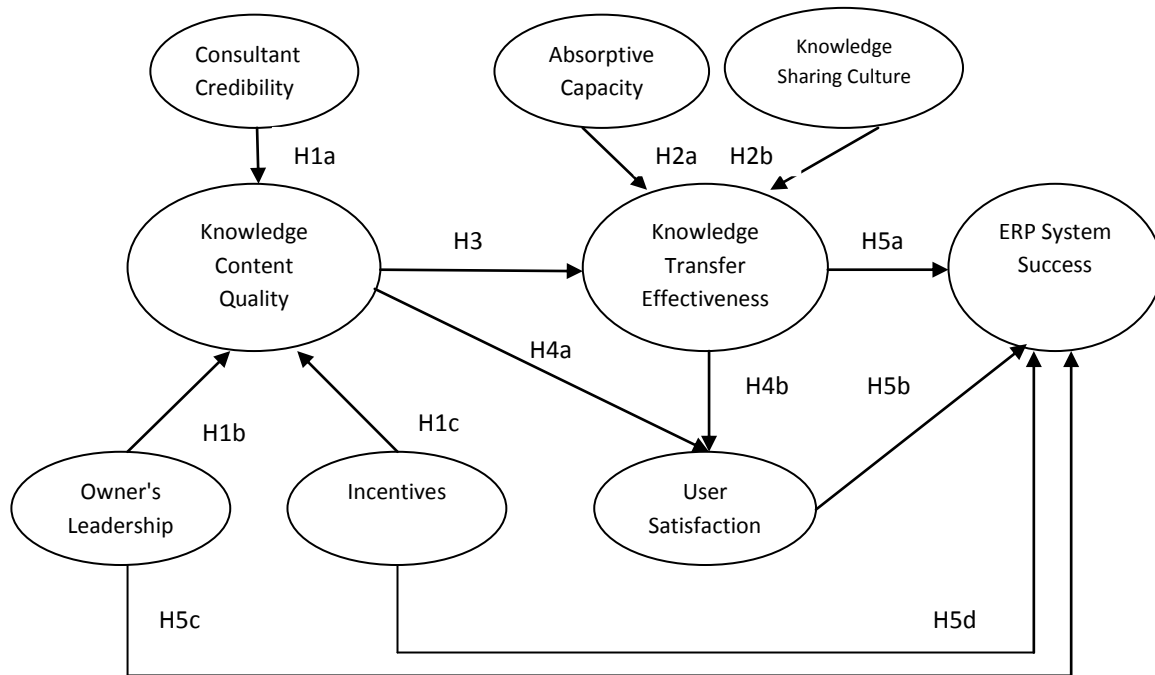 Consultant
Credibility
Absorptive
Capacity
Knowledge
Sharing Culture
H1a
H2a
H2b
Knowledge
Content
Quality
H3
Knowledge
Transfer
Effectiveness
H5a
ERP System
Success
H4a
H4b
H5b
H1b
H1c
Owner's
Leadership
Incentives
User
Satisfaction
H5c
H5d